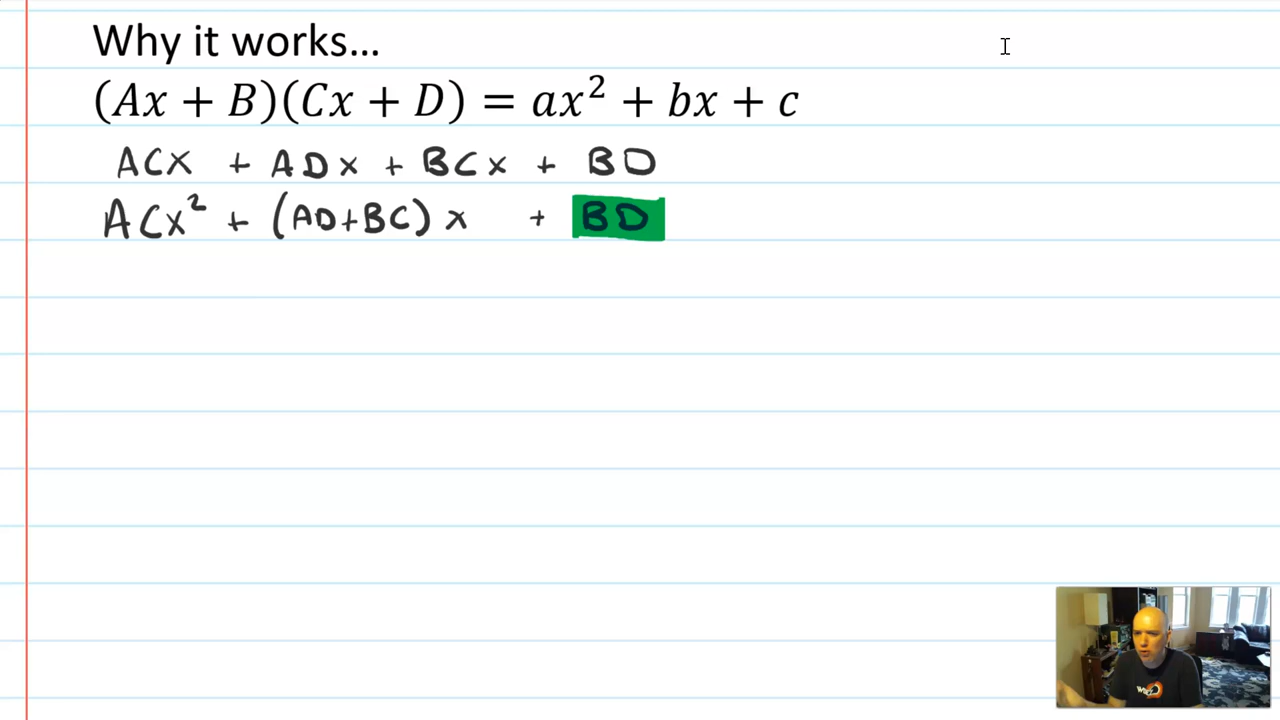 Why it works...
(Ax + B)(Cx + D) = ax² + bx + c
ACx + ADx + BCx + BD
ACx² + (AD+BC) x + BD